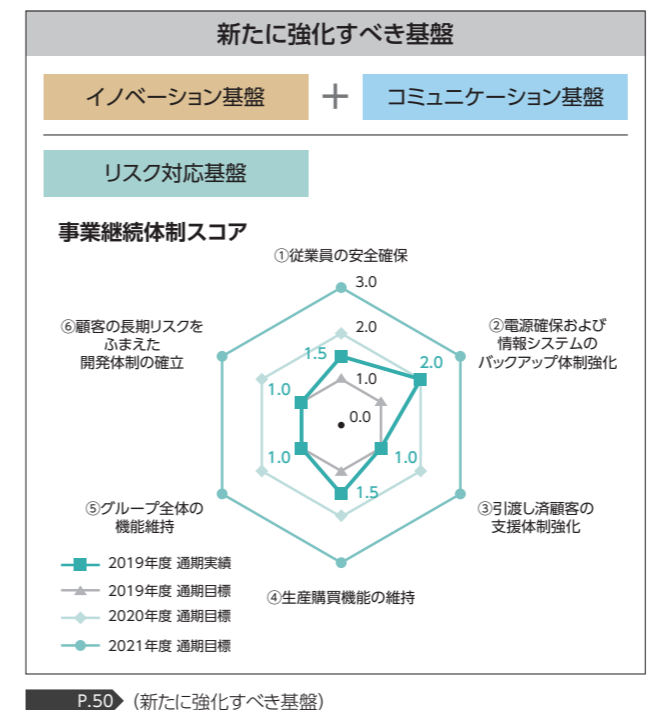 新たに強化すべき基盤
イノベーション基盤
+
コミュニケーション基盤
リスク対応基盤
事業継続体制スコア
①従業員の安全確保
3.0
⑥顧客の長期リスクを
ふまえた
開発体制の確立
2.0
②電源確保および
情報システムの
バックアップ体制強化
1.5
2.0
1.0
1.0
0.0
1.0
1.0
1.5
⑤グループ全体の
機能維持
③引渡し済顧客の
支援体制強化
④生産購買機能の維持
2019年度 通期実績
2019年度 通期目標
2020年度 通期目標
2021年度 通期目標
P.50 (新たに強化すべき基盤)